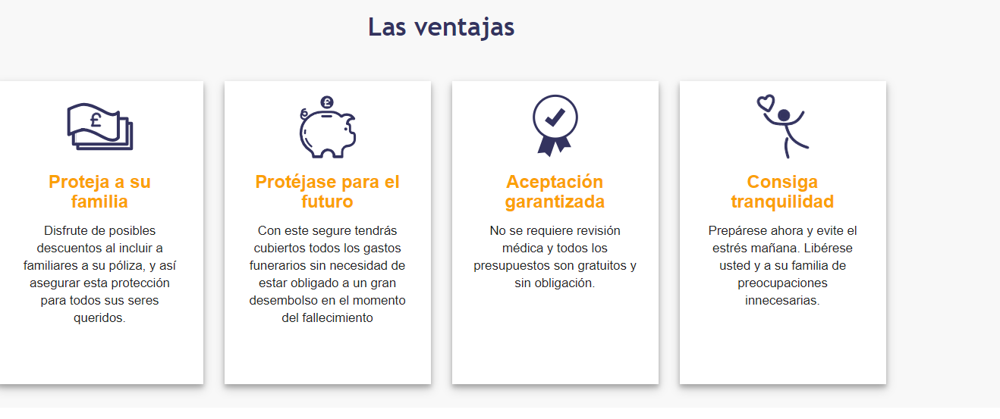 Las ventajas
£
Proteja a su
familia
Disfrute de posibles
descuentos al incluir a
familiares a su póliza, y así
asegurar esta protección
para todos sus seres
queridos.
£
Protéjase para el
futuro
Con este segure tendrás
cubiertos todos los gastos
funerarios sin necesidad de
estar obligado a un gran
desembolso en el momento
del fallecimiento
Aceptación
garantizada
No se requiere revisión
médica y todos los
presupuestos son gratuitos y
sin obligación.
Consiga
tranquilidad
Prepárese ahora y evite el
estrés mañana. Libérese
usted y a su familia de
preocupaciones
innecesarias.